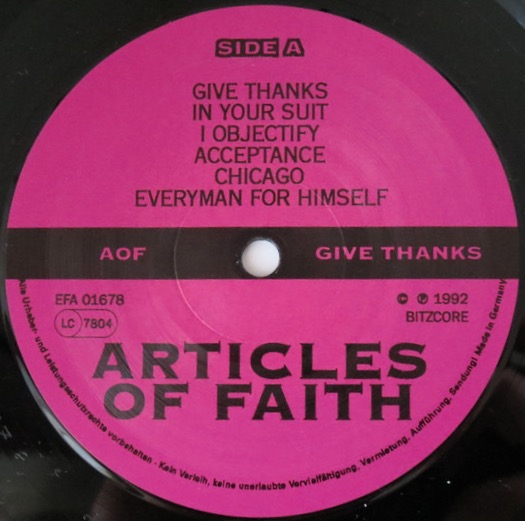 SIDE A
GIVE THANKS
IN YOUR SUIT
I OBJECTIFY
ACCEPTANCE
CHICAGO
EVERYMAN FOR HIMSELF
AOF
GIVE THANKS
EFA 01678
LC 7804
© ℗ 1992
BITZCORE
ARTICLES
OF FAITH
Alle Urheber- und Leistungsschutzrechte vorbehalten · Kein Verleih, keine unerlaubte Vervielfältigung, Vermietung, Aufführung, Sendung! Made in Germany